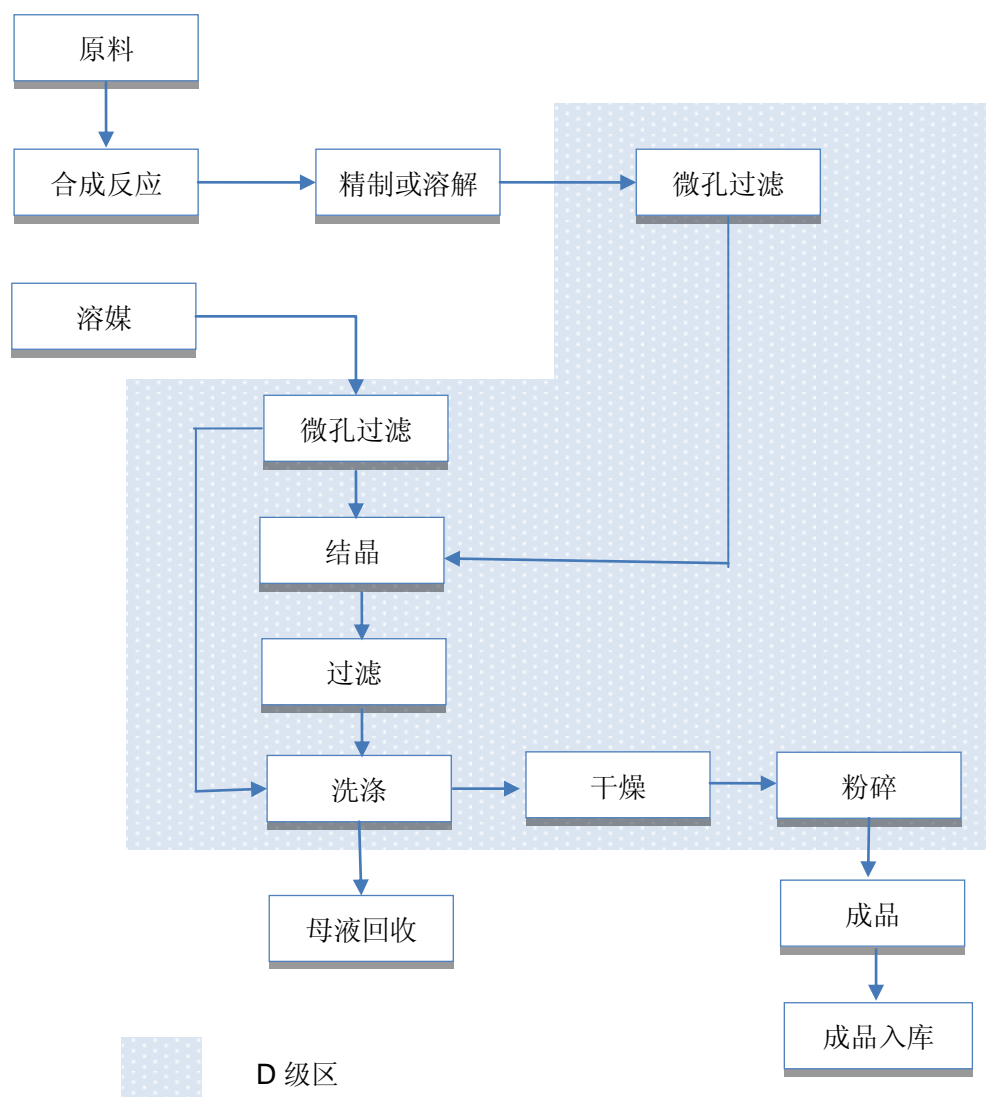 原料
合成反应
精制或溶解
微孔过滤
溶媒
微孔过滤
结晶
过滤
洗涤
干燥
粉碎
成品
母液回收
成品入库
D 级区